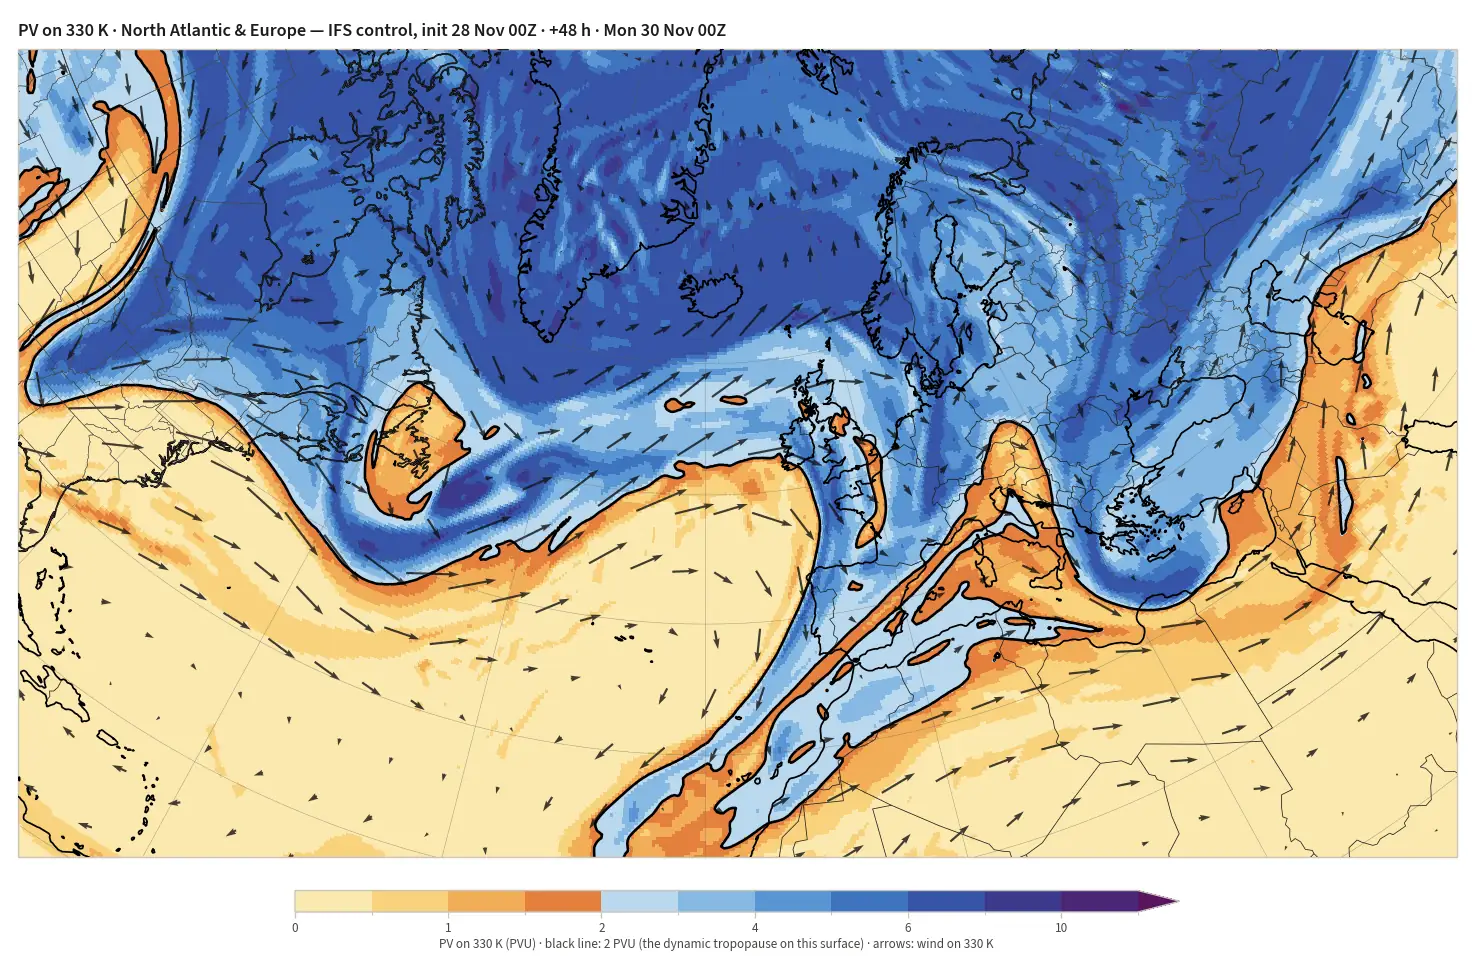 PV on 330 K · North Atlantic & Europe — IFS control, init 28 Nov 00Z · +48 h · Mon 30 Nov 00Z
0 1 2 4 6 10
PV on 330 K (PVU) · black line: 2 PVU (the dynamic tropopause on this surface) · arrows: wind on 330 K